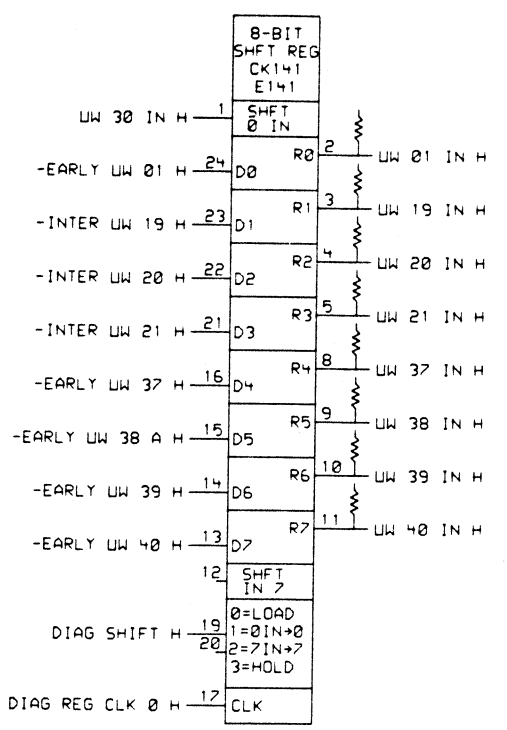 8-BIT
SHFT REG
CK141
E141
UW 30 IN H 1 SHFT
0 IN
R0 2 UW 01 IN H
-EARLY UW 01 H 24 D0
R1 3 UW 19 IN H
-INTER UW 19 H 23 D1
R2 4 UW 20 IN H
-INTER UW 20 H 22 D2
R3 5 UW 21 IN H
-INTER UW 21 H 21 D3
R4 8 UW 37 IN H
-EARLY UW 37 H 16 D4
R5 9 UW 38 IN H
-EARLY UW 38 A H 15 D5
R6 10 UW 39 IN H
-EARLY UW 39 H 14 D6
R7 11 UW 40 IN H
-EARLY UW 40 H 13 D7
12 SHFT
IN 7
0=LOAD
DIAG SHIFT H 19 1=0IN→0
20 2=7IN→7
3=HOLD
DIAG REG CLK 0 H 17 CLK